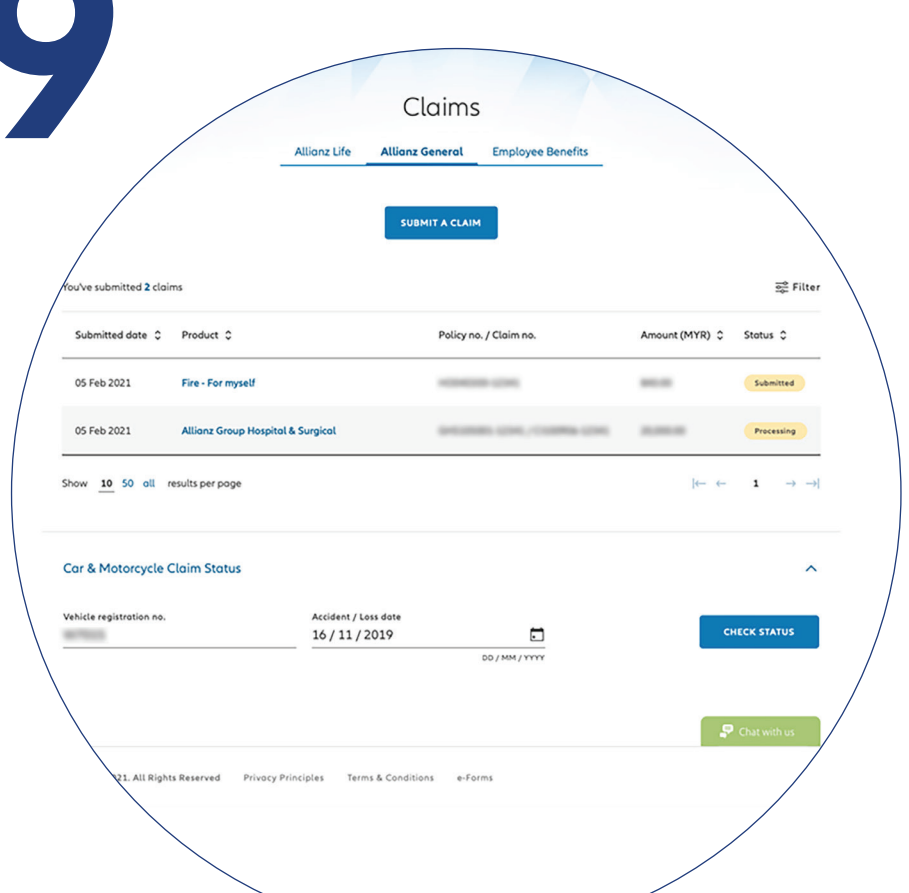 9
Claims
Allianz Life Allianz General Employee Benefits
SUBMIT A CLAIM
You've submitted 2 claims Filter
Submitted date Product Policy no. / Claim no. Amount (MYR) Status
05 Feb 2021 Fire - For myself Submitted
05 Feb 2021 Allianz Group Hospital & Surgical Processing
Show 10 50 all results per page 1
Car & Motorcycle Claim Status
Vehicle registration no. Accident / Loss date
16 / 11 / 2019 CHECK STATUS
DD / MM / YYYY
Chat with us
21. All Rights Reserved Privacy Principles Terms & Conditions e-Forms